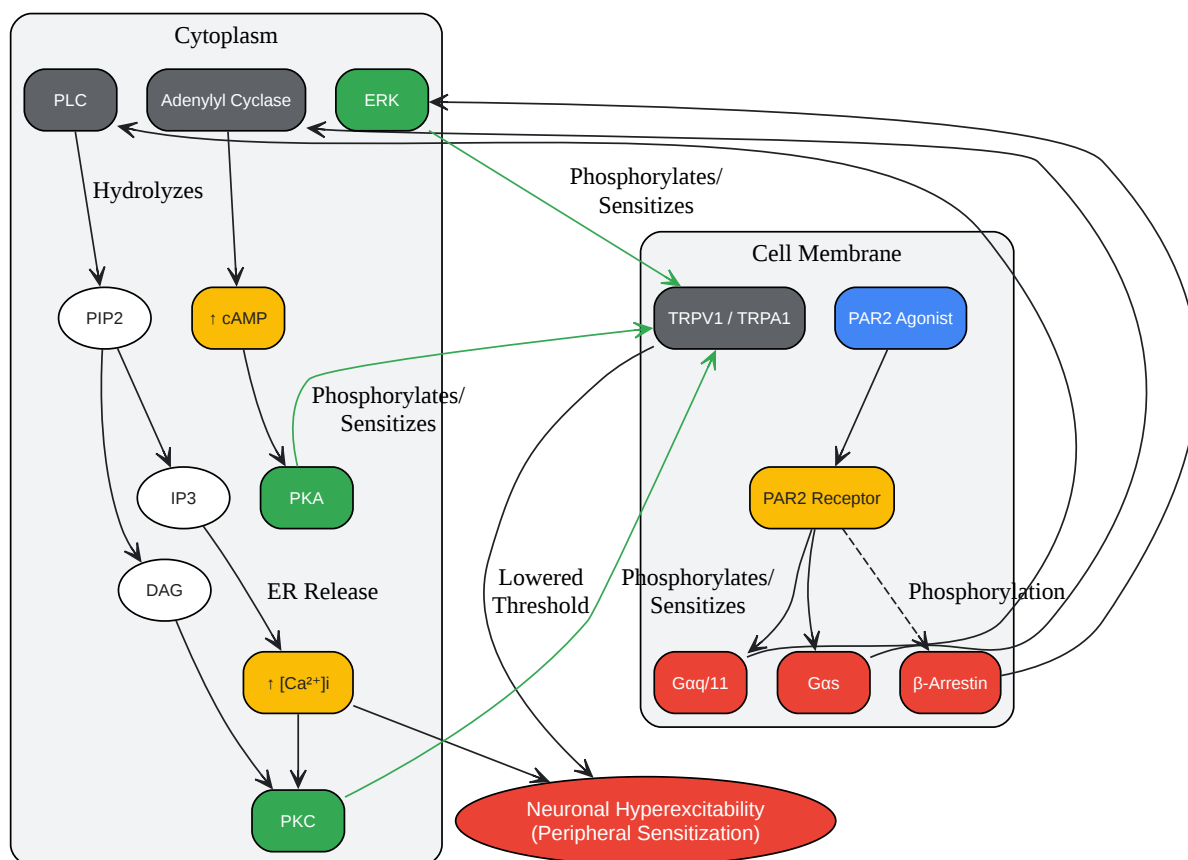 Cytoplasm
PLC
Adenylyl Cyclase
ERK
Hydrolyzes
Phosphorylates/
Sensitizes
Cell Membrane
PIP2
↑ cAMP
TRPV1 / TRPA1
PAR2 Agonist
Phosphorylates/
Sensitizes
IP3
PKA
PAR2 Receptor
DAG
ER Release
Lowered
Threshold
Phosphorylates/
Sensitizes
Phosphorylation
↑ [Ca²⁺]i
Gαq/11
Gαs
β-Arrestin
PKC
Neuronal Hyperexcitability
(Peripheral Sensitization)